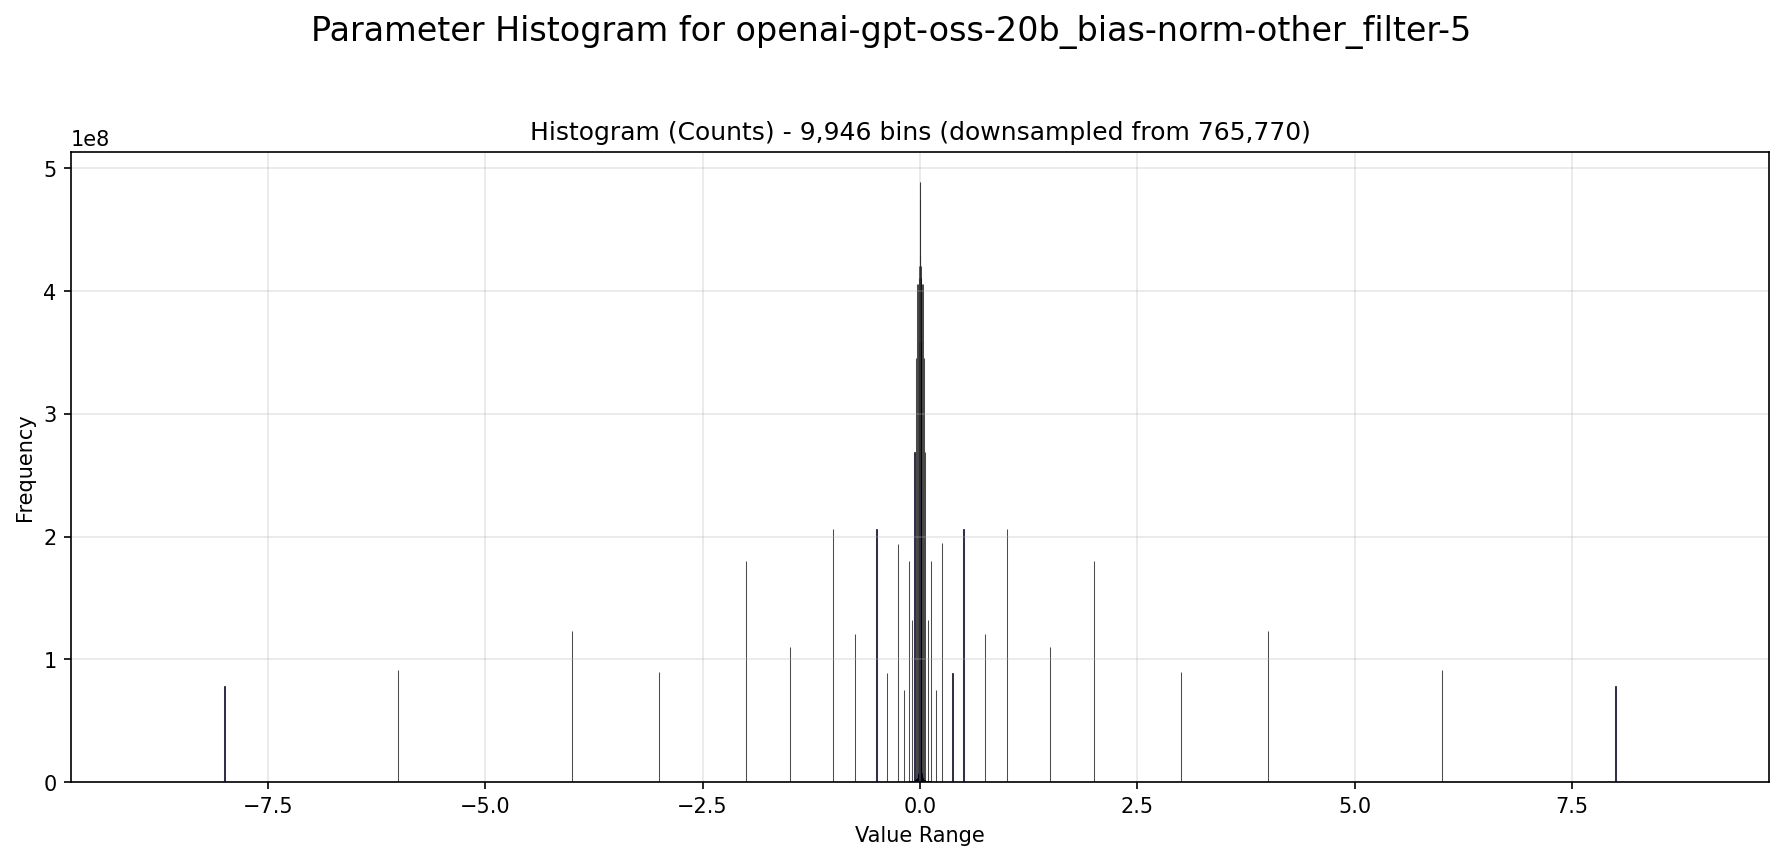 Parameter Histogram for openai-gpt-oss-20b_bias-norm-other_filter-5
Histogram (Counts) - 9,946 bins (downsampled from 765,770)
1e8
5
4
3
2
1
0
Frequency
−7.5 −5.0 −2.5 0.0 2.5 5.0 7.5
Value Range